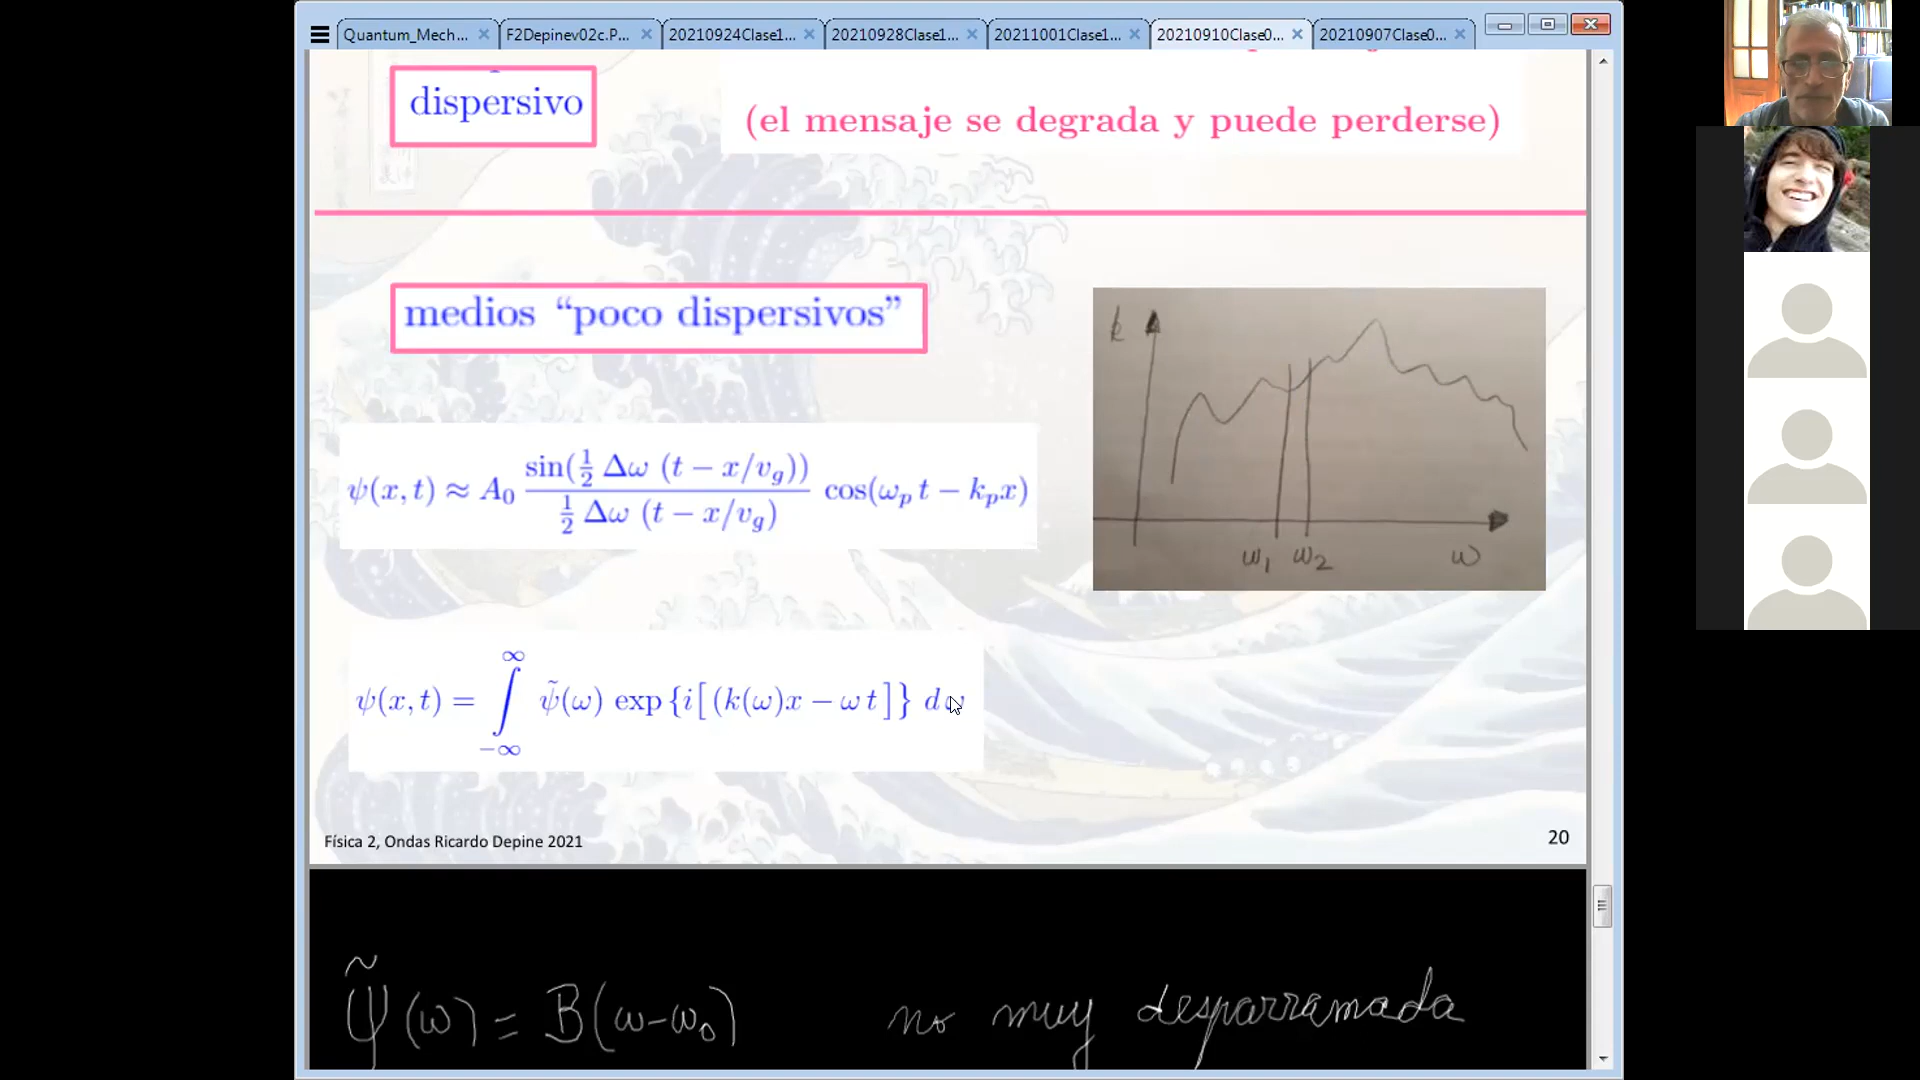 Quantum_Mech... F2Depinev02c.P... 20210924Clase1... 20210928Clase1... 20211001Clase1... 20210910Clase0... 20210907Clase0...
dispersivo
(el mensaje se degrada y puede perderse)
medios “poco dispersivos”
k
ψ(x, t) ≈ A₀ sin(½ Δω (t − x/v_g)) / ½ Δω (t − x/v_g) cos(ω_p t − k_p x)
ω₁ ω₂ ω
ψ(x, t) = ∫_{−∞}^{∞} ψ̃(ω) exp {i[ (k(ω)x − ω t ]} dω
Física 2, Ondas Ricardo Depine 2021
20
ψ̃(ω) = B(ω−ω₀) no muy desparramada